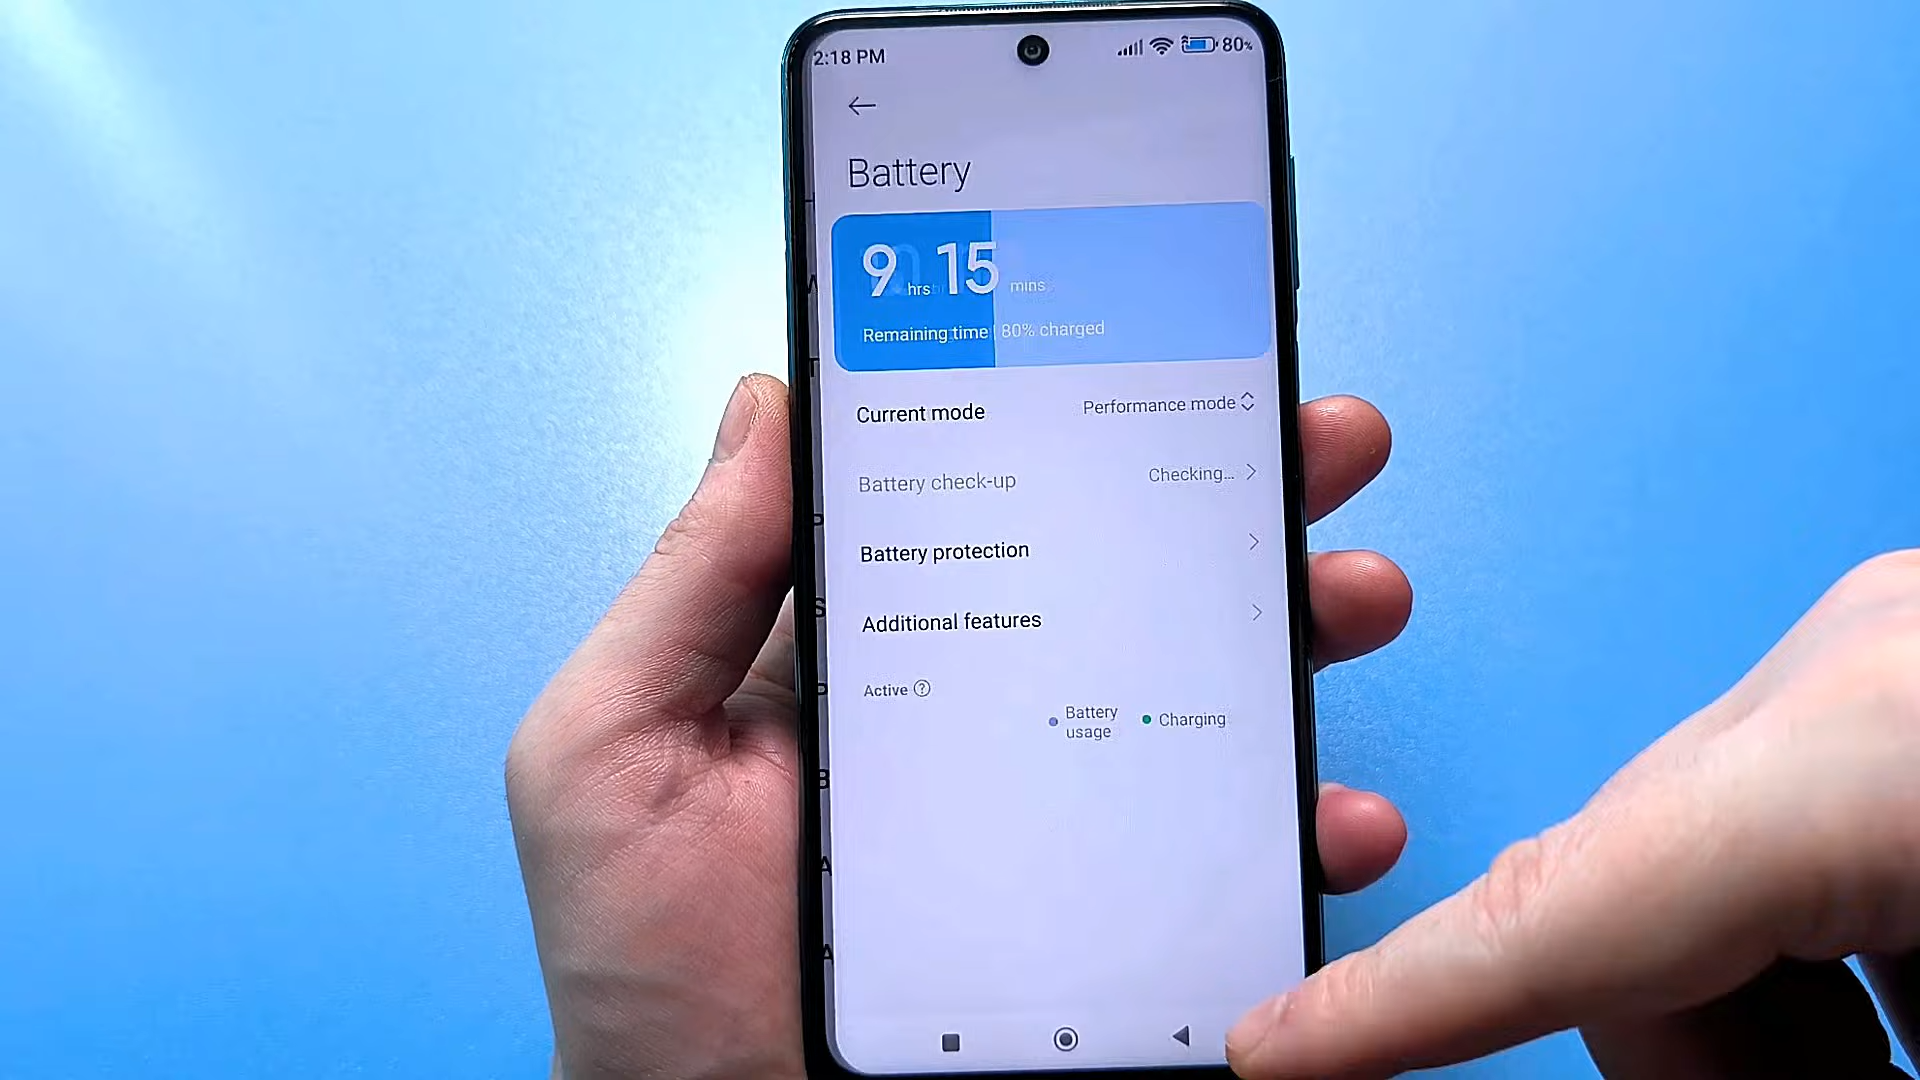 2:18 PM 80%
Battery
9 hrs 15 mins
Remaining time | 80% charged
Current mode Performance mode
Battery check-up Checking...
Battery protection
Additional features
Active ?
Battery usage Charging
P
S
P
B
A
A